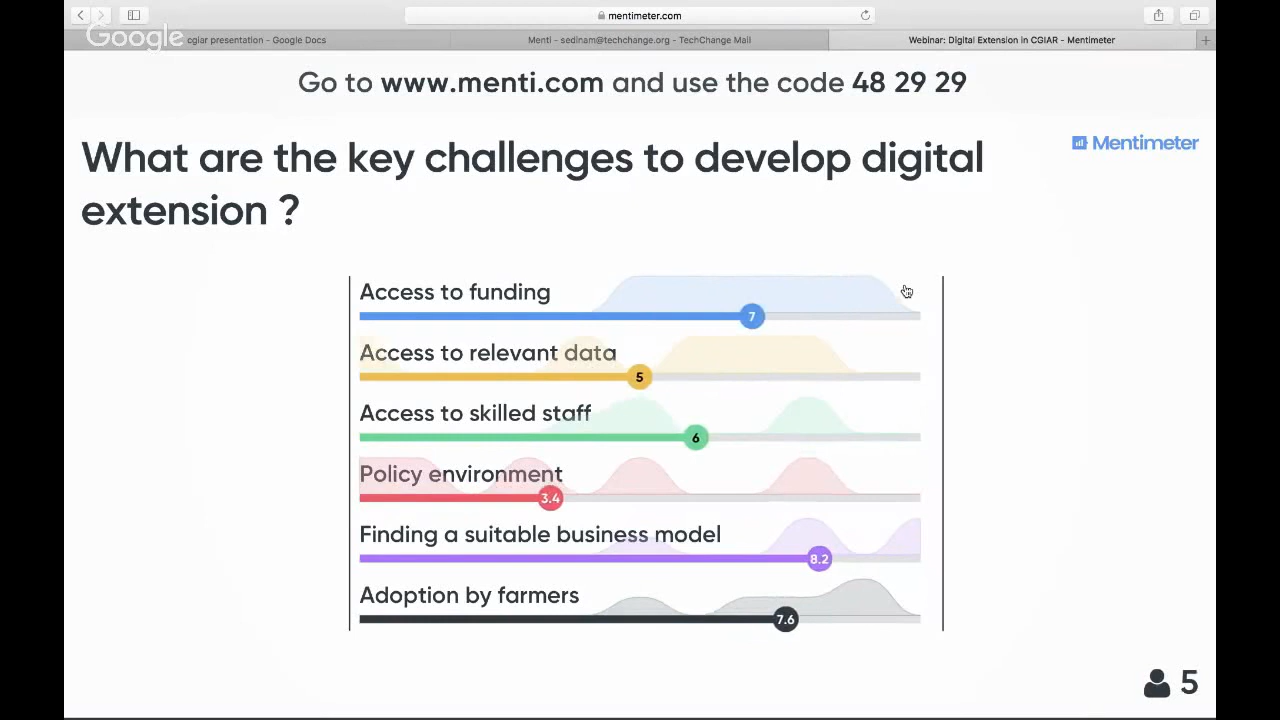 mentimeter.com
Google
cgiar presentation - Google Docs
Menti - sedinam@techchange.org - TechChange Mail
Webinar: Digital Extension in CGIAR - Mentimeter
Go to www.menti.com and use the code 48 29 29
Mentimeter
What are the key challenges to develop digital
extension ?
Access to funding
7
Access to relevant data
5
Access to skilled staff
6
Policy environment
3.4
Finding a suitable business model
8.2
Adoption by farmers
7.6
5